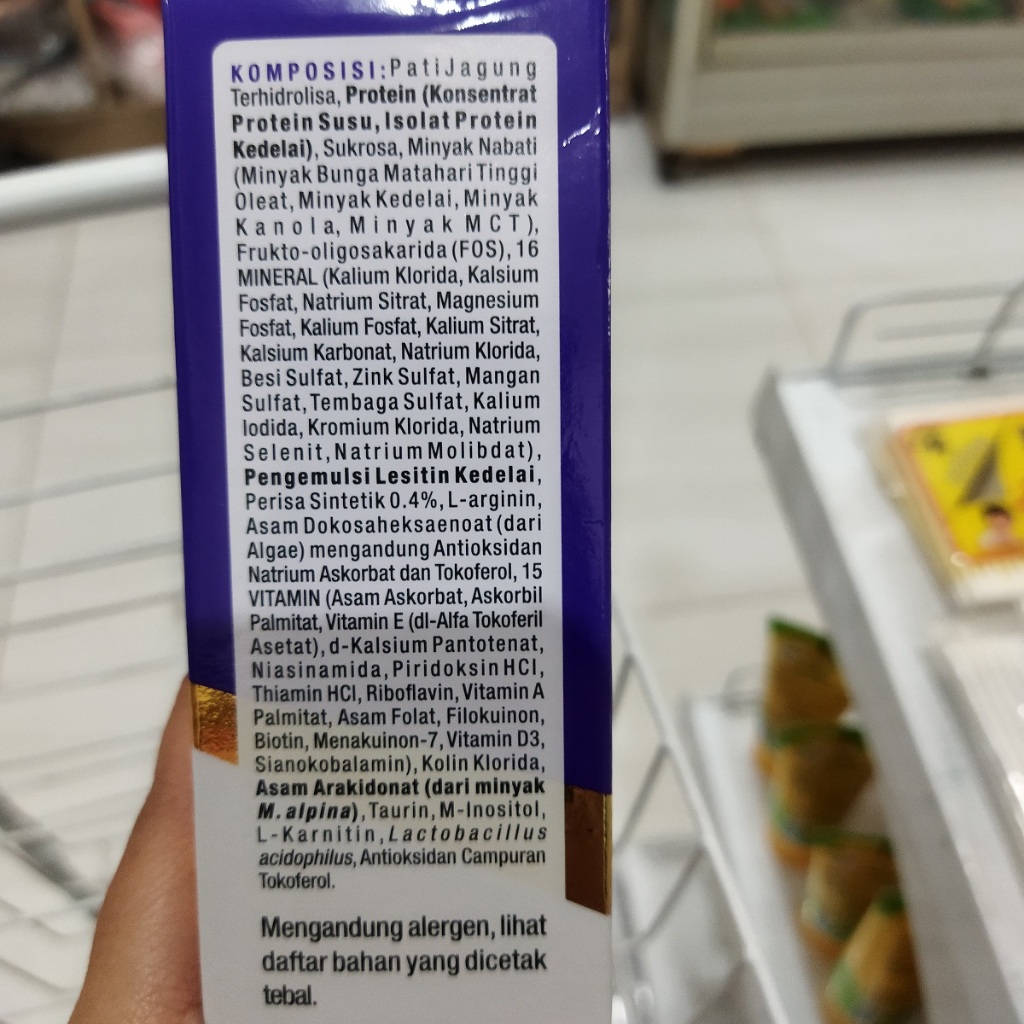 KOMPOSISI: Pati Jagung
Terhidrolisa, Protein (Konsentrat
Protein Susu, Isolat Protein
Kedelai), Sukrosa, Minyak Nabati
(Minyak Bunga Matahari Tinggi
Oleat, Minyak Kedelai, Minyak
Kanola, Minyak MCT),
Frukto-oligosakarida (FOS), 16
MINERAL (Kalium Klorida, Kalsium
Fosfat, Natrium Sitrat, Magnesium
Fosfat, Kalium Fosfat, Kalium Sitrat,
Kalsium Karbonat, Natrium Klorida,
Besi Sulfat, Zink Sulfat, Mangan
Sulfat, Tembaga Sulfat, Kalium
Iodida, Kromium Klorida, Natrium
Selenit, Natrium Molibdat),
Pengemulsi Lesitin Kedelai,
Perisa Sintetik 0.4%, L-arginin,
Asam Dokosaheksaenoat (dari
Algae) mengandung Antioksidan
Natrium Askorbat dan Tokoferol, 15
VITAMIN (Asam Askorbat, Askorbil
Palmitat, Vitamin E (dl-Alfa Tokoferil
Asetat), d-Kalsium Pantotenat,
Niasinamida, Piridoksin HCl,
Thiamin HCl, Riboflavin, Vitamin A
Palmitat, Asam Folat, Filokuinon,
Biotin, Menakuinon-7, Vitamin D3,
Sianokobalamin), Kolin Klorida,
Asam Arakidonat (dari minyak
M. alpina), Taurin, M-Inositol,
L-Karnitin, Lactobacillus
acidophilus, Antioksidan Campuran
Tokoferol.
Mengandung alergen, lihat
daftar bahan yang dicetak
tebal.